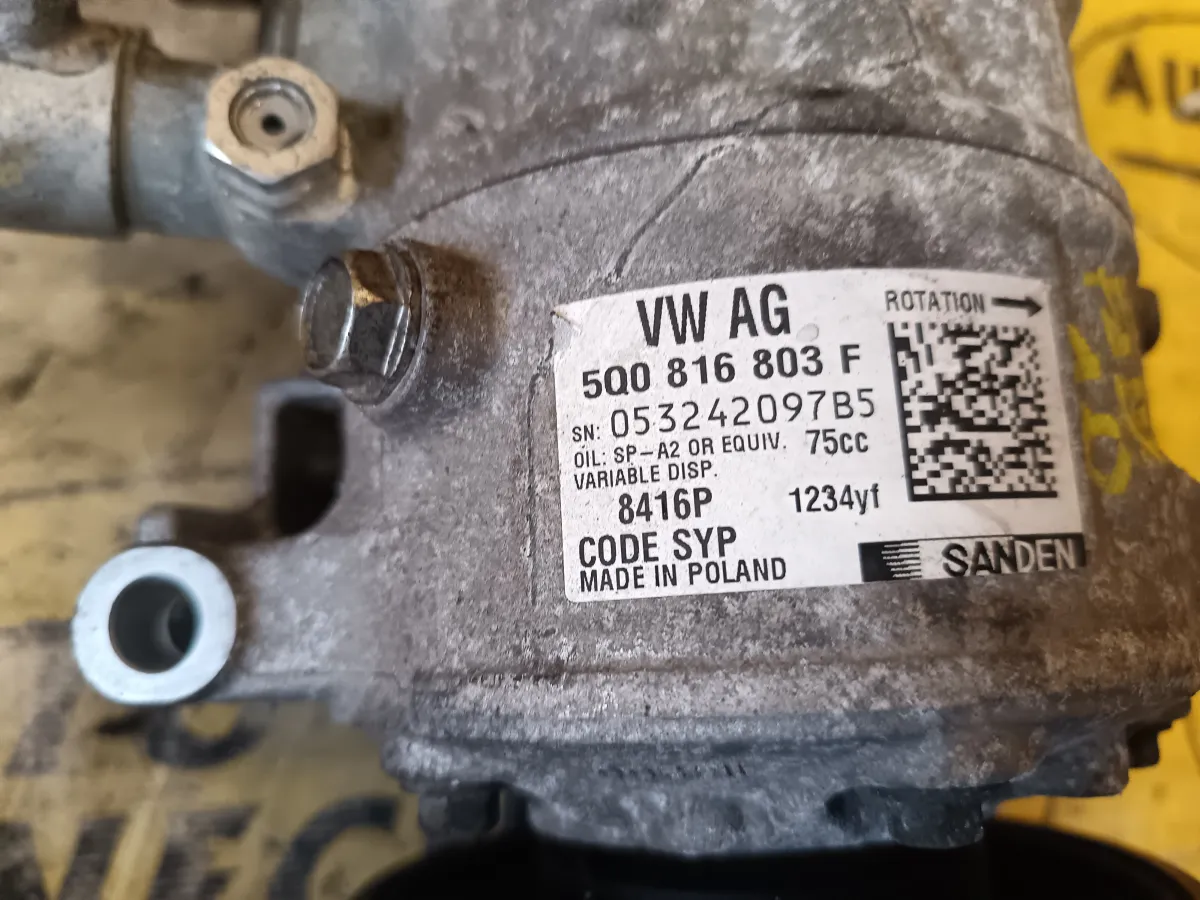 VW AG
ROTATION
5Q0 816 803 F
SN: 053242097B5
OIL: SP-A2 OR EQUIV. 75cc
VARIABLE DISP.
8416P 1234yf
CODE SYP
MADE IN POLAND
SANDEN